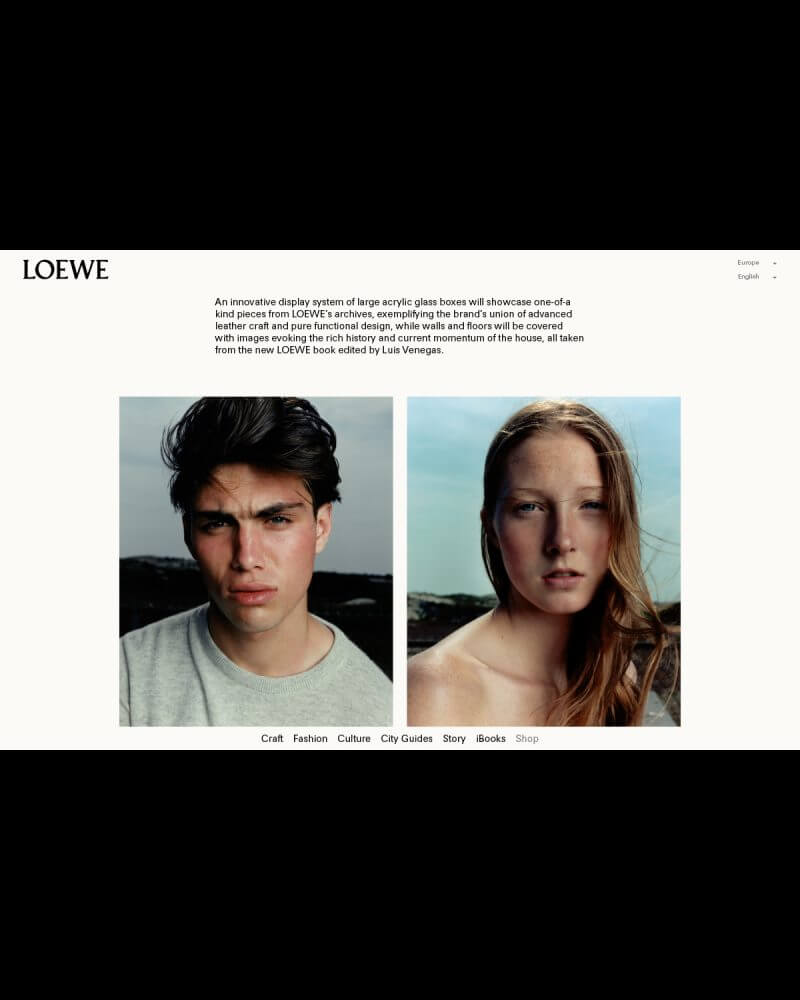 LOEWE
Europe
English
An innovative display system of large acrylic glass boxes will showcase one-of-a
kind pieces from LOEWE's archives, exemplifying the brand's union of advanced
leather craft and pure functional design, while walls and floors will be covered
with images evoking the rich history and current momentum of the house, all taken
from the new LOEWE book edited by Luis Venegas.
Craft Fashion Culture City Guides Story iBooks Shop